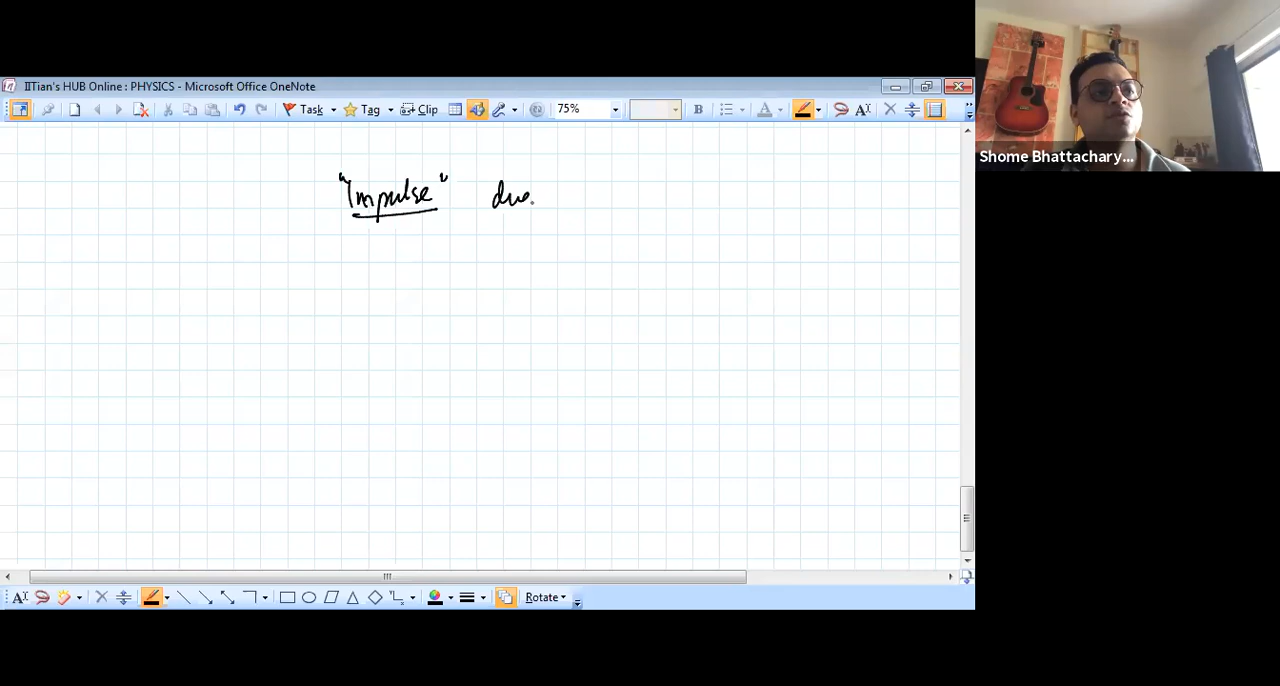 IITian's HUB Online : PHYSICS - Microsoft Office OneNote
Task Tag Clip 75% B A A
"Impulse" due
Shome Bhattachary...
A Rotate